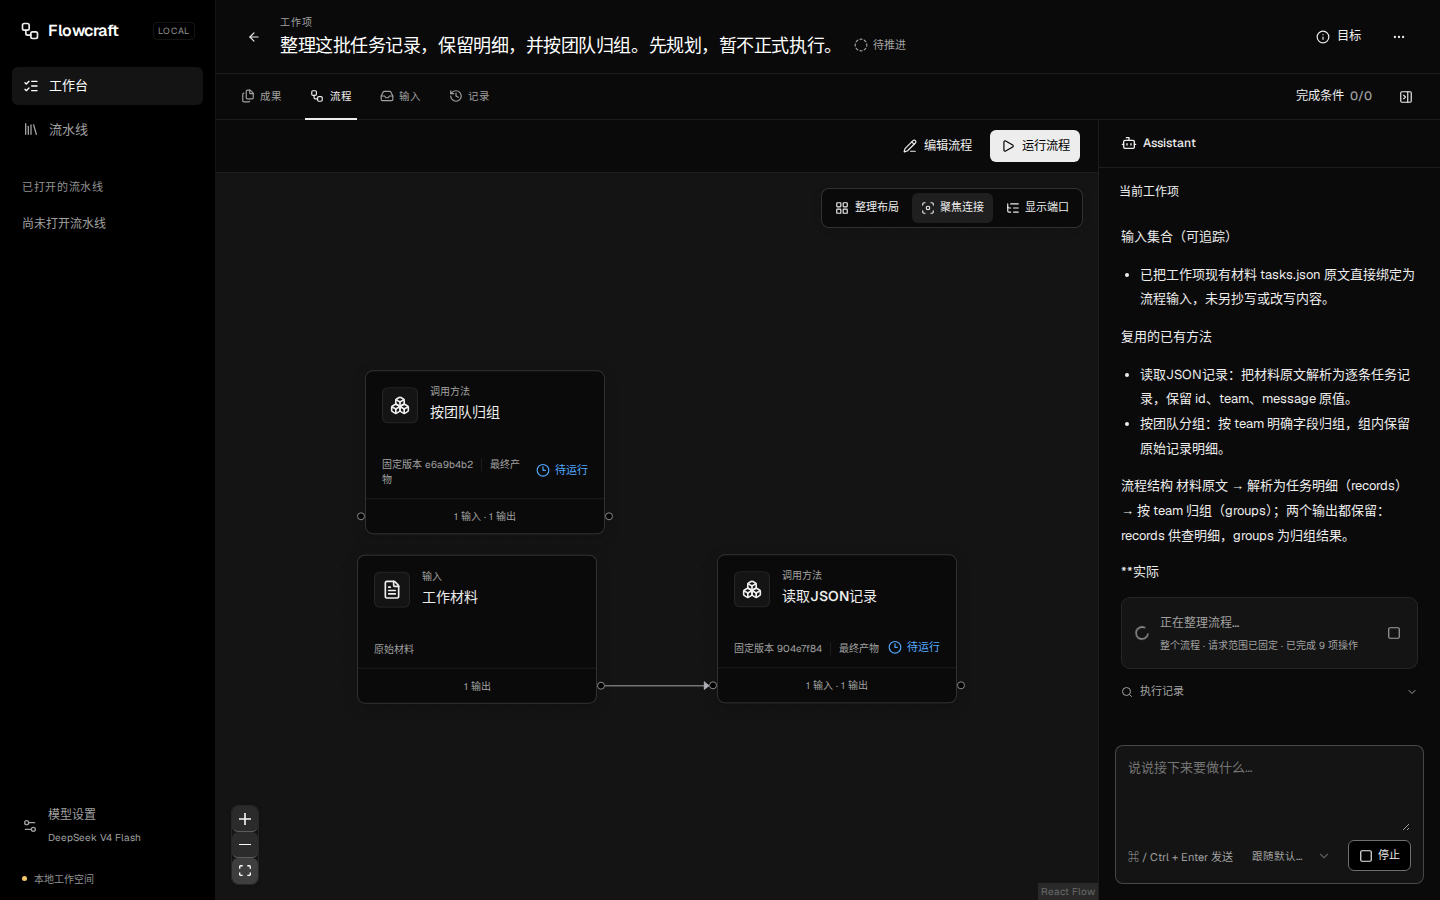 Flowcraft
LOCAL
工作台
流水线
已打开的流水线
尚未打开流水线
模型设置
DeepSeek V4 Flash
本地工作空间
工作项
整理这批任务记录，保留明细，并按团队归组。先规划，暂不正式执行。
待推进
目标
成果
流程
输入
记录
完成条件 0/0
编辑流程
运行流程
整理布局
聚焦连接
显示端口
调用方法
按团队归组
固定版本 e6a9b4b2
最终产
物
待运行
1 输入 · 1 输出
输入
工作材料
原始材料
1 输出
调用方法
读取JSON记录
固定版本 904e7f84
最终产物
待运行
1 输入 · 1 输出
React Flow
Assistant
当前工作项
输入集合（可追踪）
• 已把工作项现有材料 tasks.json 原文直接绑定为
流程输入，未另抄写或改写内容。
复用的已有方法
• 读取JSON记录：把材料原文解析为逐条任务记
录，保留 id、team、message 原值。
• 按团队分组：按 team 明确字段归组，组内保留
原始记录明细。
流程结构 材料原文 → 解析为任务明细（records）
→ 按 team 归组（groups）；两个输出都保留：
records 供查明细，groups 为归组结果。
**实际
正在整理流程…
整个流程 · 请求范围已固定 · 已完成 9 项操作
执行记录
说说接下来要做什么…
⌘ / Ctrl + Enter 发送
跟随默认...
停止